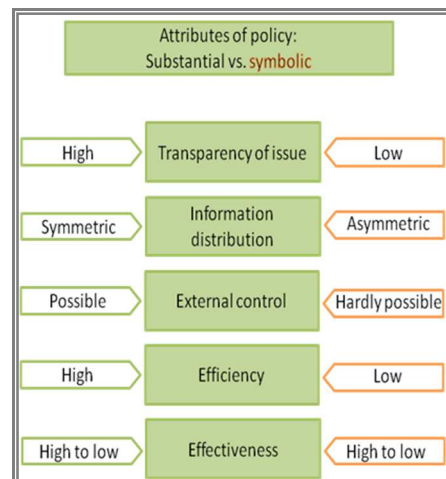 Attributes of policy:
Substantial vs. symbolic
High
Transparency of issue
Low
Symmetric
Information
distribution
Asymmetric
Possible
External control
Hardly possible
High
Efficiency
Low
High to low
Effectiveness
High to low